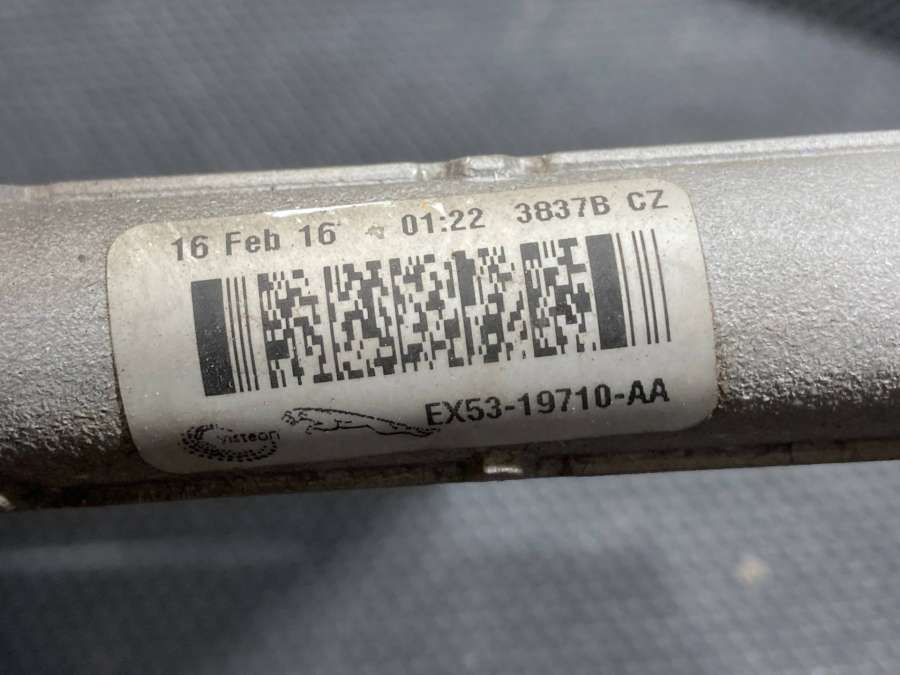 16 Feb 16 01:22 3837B CZ
Visteon EX53-19710-AA